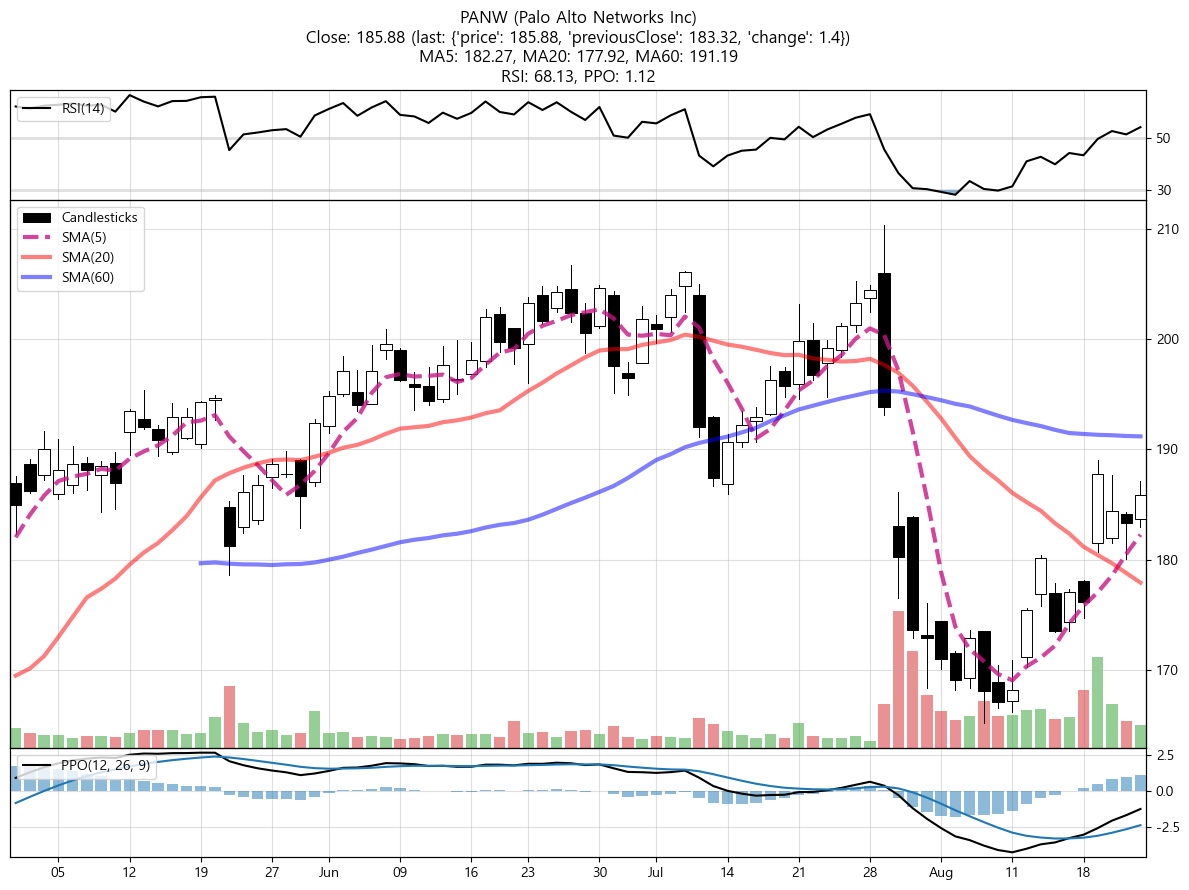 PANW (Palo Alto Networks Inc)
Close: 185.88 (last: {'price': 185.88, 'previousClose': 183.32, 'change': 1.4})
MA5: 182.27, MA20: 177.92, MA60: 191.19
RSI: 68.13, PPO: 1.12
RSI(14)
50
30
Candlesticks
SMA(5)
SMA(20)
SMA(60)
210
200
190
180
170
PPO(12, 26, 9)
2.5
0.0
−2.5
05 12 19 27 Jun 09 16 23 30 Jul 14 21 28 Aug 11 18